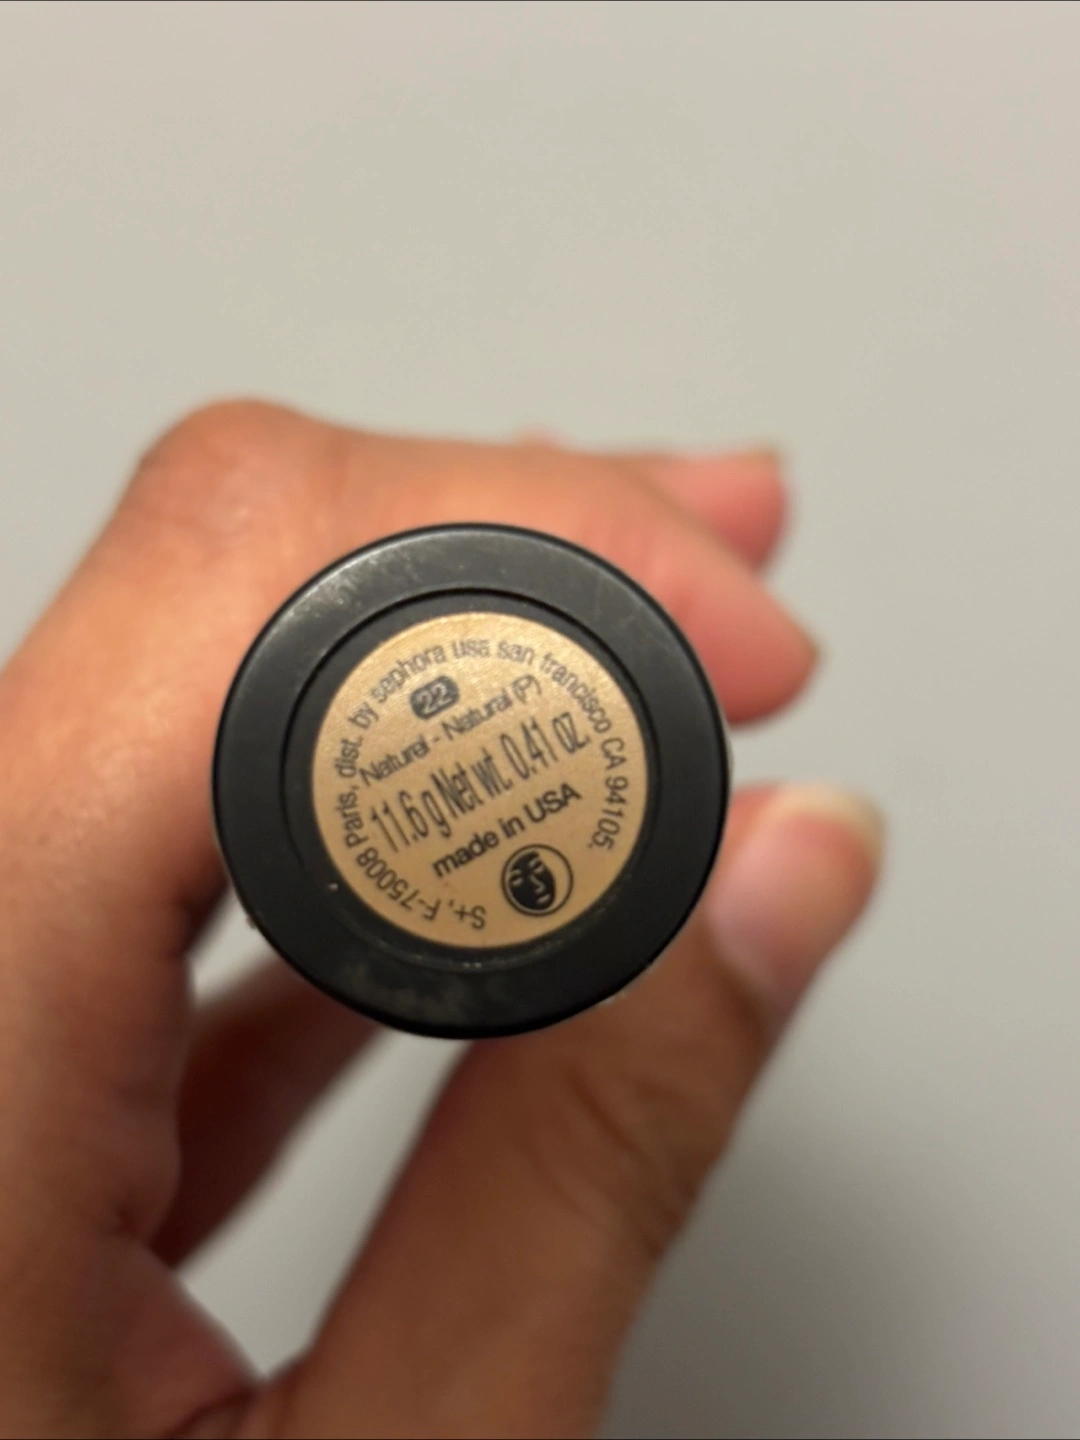 S+, F-75008 Paris, dist. by sephora usa san francisco CA 94105.
22
Naturel - Natural (P)
11.6 g Net wt. 0.41 oz.
made in USA